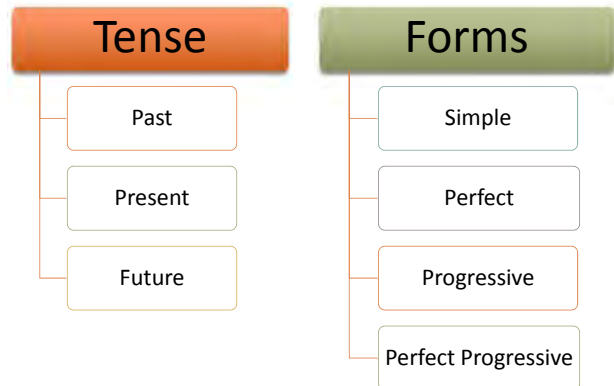 Tense
Past
Present
Future
Forms
Simple
Perfect
Progressive
Perfect Progressive